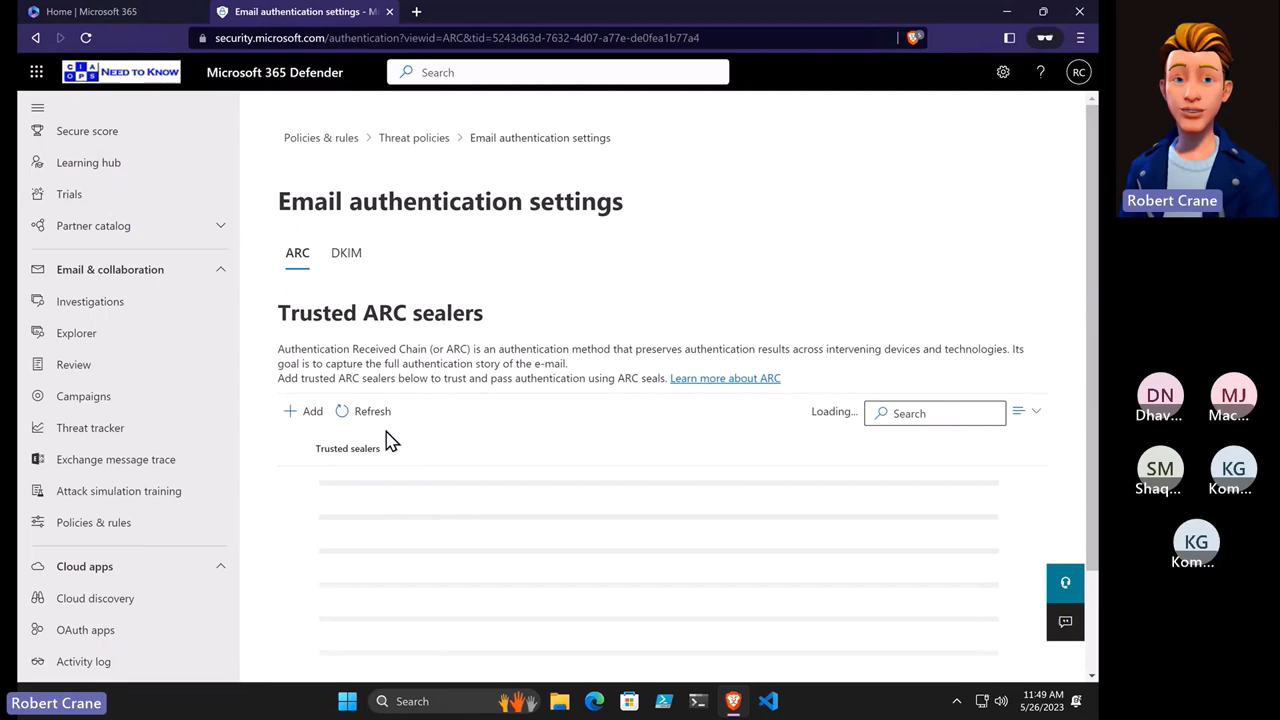 Home | Microsoft 365
Email authentication settings - M
security.microsoft.com/authentication?viewid=ARC&tid=5243d63d-7632-4d07-a77e-de0fea1b77a4
CIAOPS
NEED TO KNOW
Microsoft 365 Defender
Search
RC
Secure score
Learning hub
Trials
Partner catalog
Email & collaboration
Investigations
Explorer
Review
Campaigns
Threat tracker
Exchange message trace
Attack simulation training
Policies & rules
Cloud apps
Cloud discovery
OAuth apps
Activity log
Policies & rules > Threat policies > Email authentication settings
Email authentication settings
ARC DKIM
Trusted ARC sealers
Authentication Received Chain (or ARC) is an authentication method that preserves authentication results across intervening devices and technologies. Its
goal is to capture the full authentication story of the e-mail.
Add trusted ARC sealers below to trust and pass authentication using ARC seals. Learn more about ARC
Add Refresh Loading... Search
Trusted sealers
Robert Crane
DN
Dhav...
MJ
Mac...
SM
Shaq...
KG
Kom...
KG
Kom...
Robert Crane
Search
11:49 AM
5/26/2023